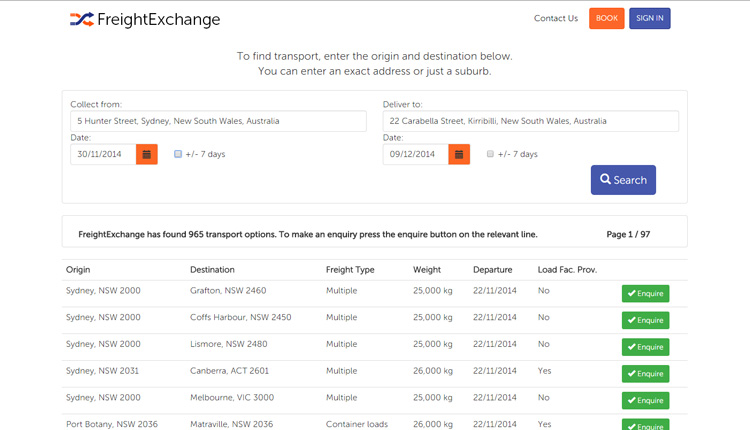 FreightExchange
Contact Us BOOK SIGN IN
To find transport, enter the origin and destination below.
You can enter an exact address or just a suburb.
Collect from: Deliver to:
5 Hunter Street, Sydney, New South Wales, Australia 22 Carabella Street, Kirribilli, New South Wales, Australia
Date: Date:
30/11/2014 +/- 7 days 09/12/2014 +/- 7 days
Search
FreightExchange has found 965 transport options. To make an enquiry press the enquire button on the relevant line. Page 1 / 97
Origin Destination Freight Type Weight Departure Load Fac. Prov.
Sydney, NSW 2000 Grafton, NSW 2460 Multiple 25,000 kg 22/11/2014 No Enquire
Sydney, NSW 2000 Coffs Harbour, NSW 2450 Multiple 25,000 kg 22/11/2014 No Enquire
Sydney, NSW 2000 Lismore, NSW 2480 Multiple 25,000 kg 22/11/2014 No Enquire
Sydney, NSW 2031 Canberra, ACT 2601 Multiple 26,000 kg 22/11/2014 Yes Enquire
Sydney, NSW 2000 Melbourne, VIC 3000 Multiple 25,000 kg 22/11/2014 No Enquire
Port Botany, NSW 2036 Matraville, NSW 2036 Container loads 26,000 kg 22/11/2014 Yes Enquire